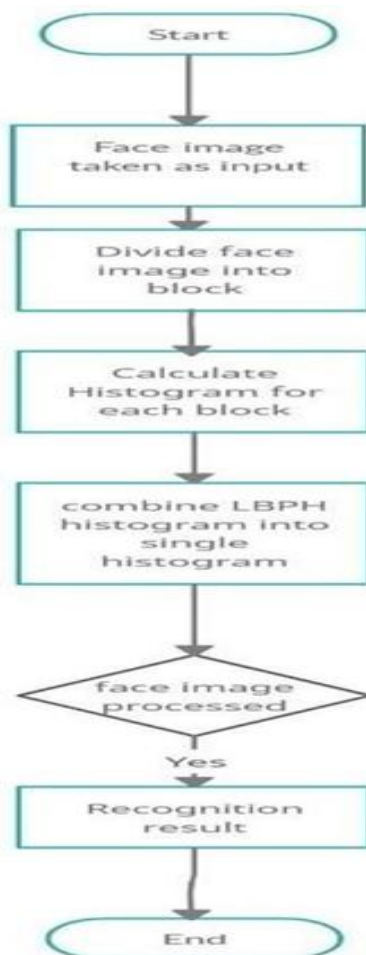 Start
Face image
taken as input
Divide face
image into
block
Calculate
Histogram for
each block
combine LBPH
histogram into
single
histogram
face image
processed
Yes
Recognition
result
End